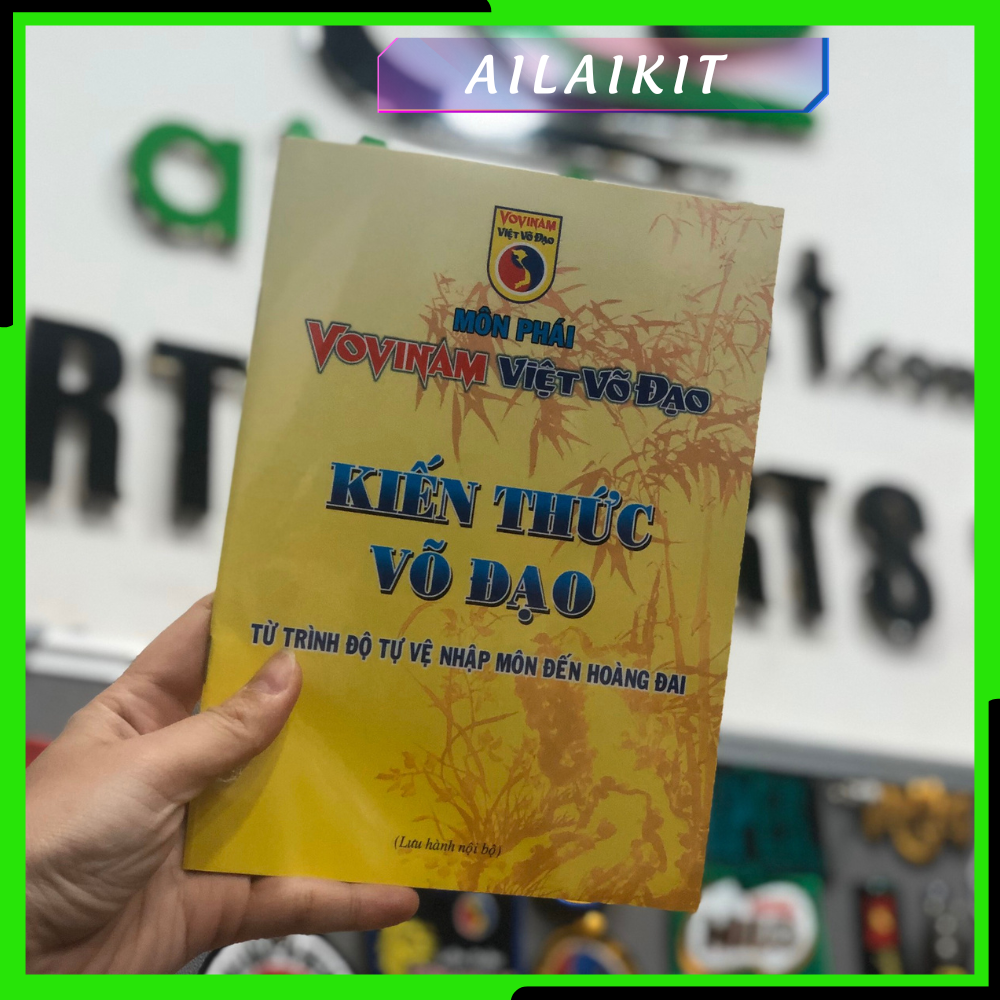 AILAIKIT
VOVINAM
VIỆT VÕ ĐẠO
MÔN PHÁI
VOVINAM VIỆT VÕ ĐẠO
KIẾN THỨC
VÕ ĐẠO
TỪ TRÌNH ĐỘ TỰ VỆ NHẬP MÔN ĐẾN HOÀNG ĐAI
(Lưu hành nội bộ)